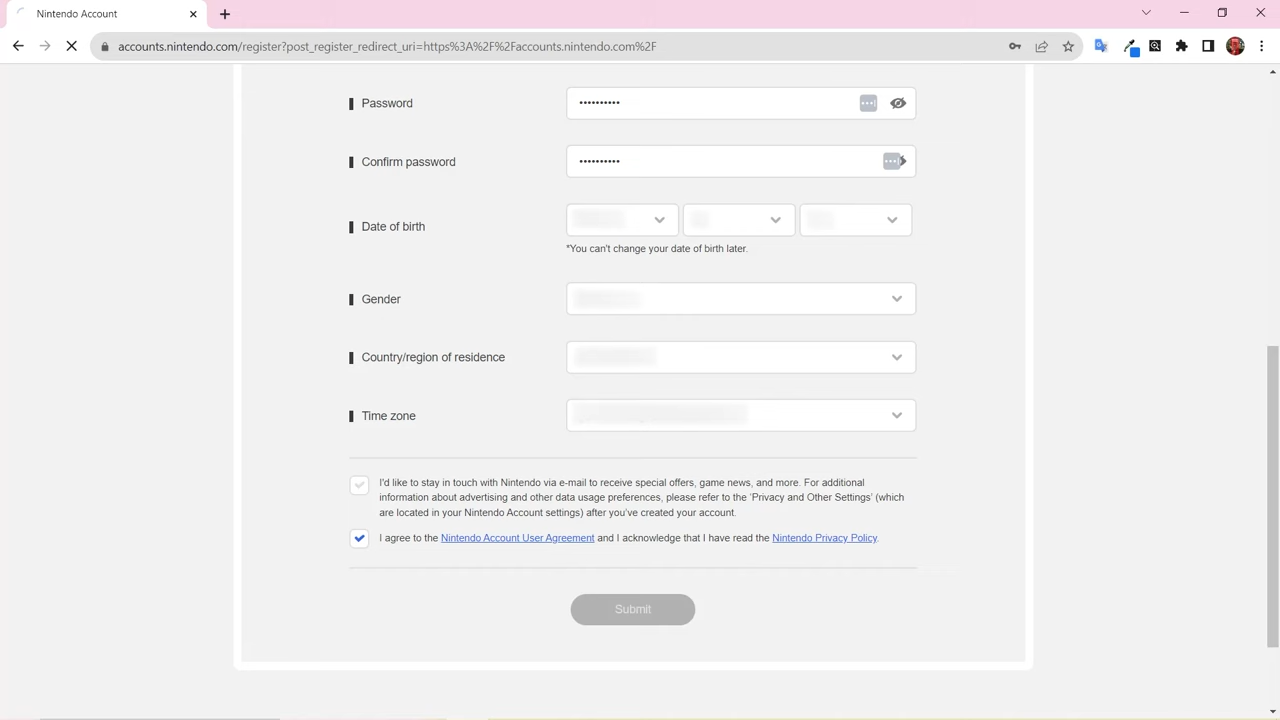 Nintendo Account
accounts.nintendo.com/register?post_register_redirect_uri=https%3A%2F%2Faccounts.nintendo.com%2F
Password
••••••••••
Confirm password
••••••••••
Date of birth
*You can't change your date of birth later.
Gender
Country/region of residence
Time zone
I'd like to stay in touch with Nintendo via e-mail to receive special offers, game news, and more. For additional
information about advertising and other data usage preferences, please refer to the 'Privacy and Other Settings' (which
are located in your Nintendo Account settings) after you've created your account.
I agree to the Nintendo Account User Agreement and I acknowledge that I have read the Nintendo Privacy Policy.
Submit